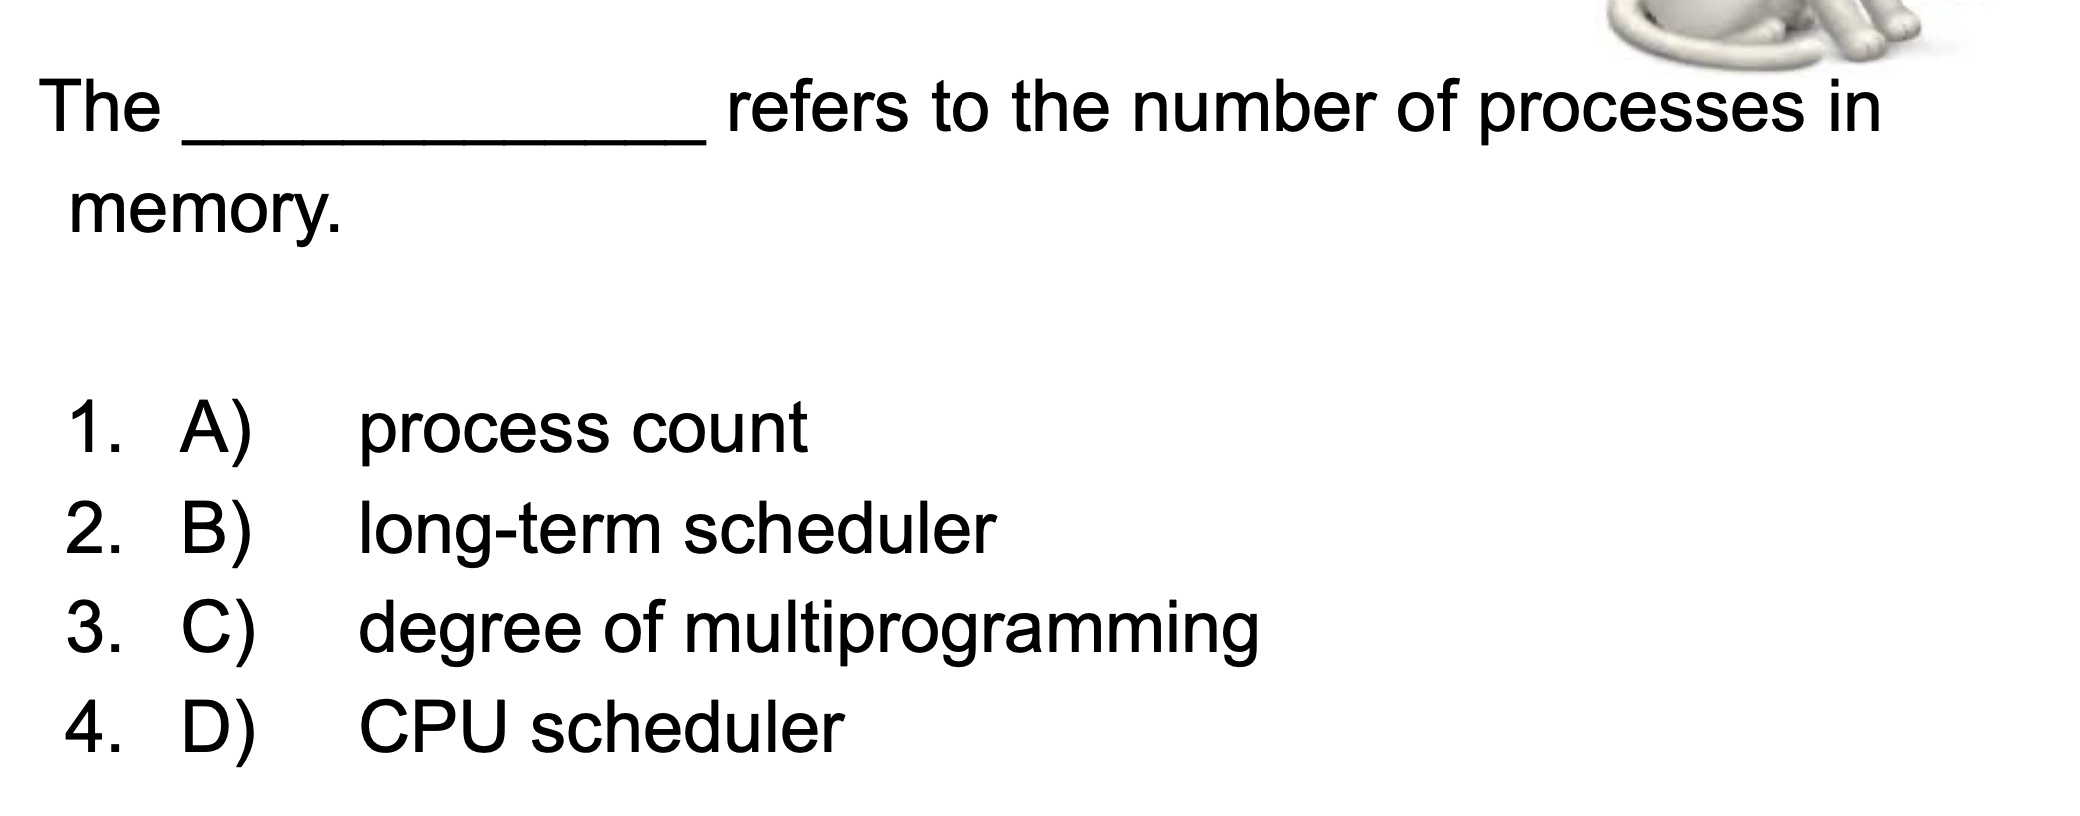 The _____________ refers to the number of processes in
memory.
1. A) process count
2. B) long-term scheduler
3. C) degree of multiprogramming
4. D) CPU scheduler